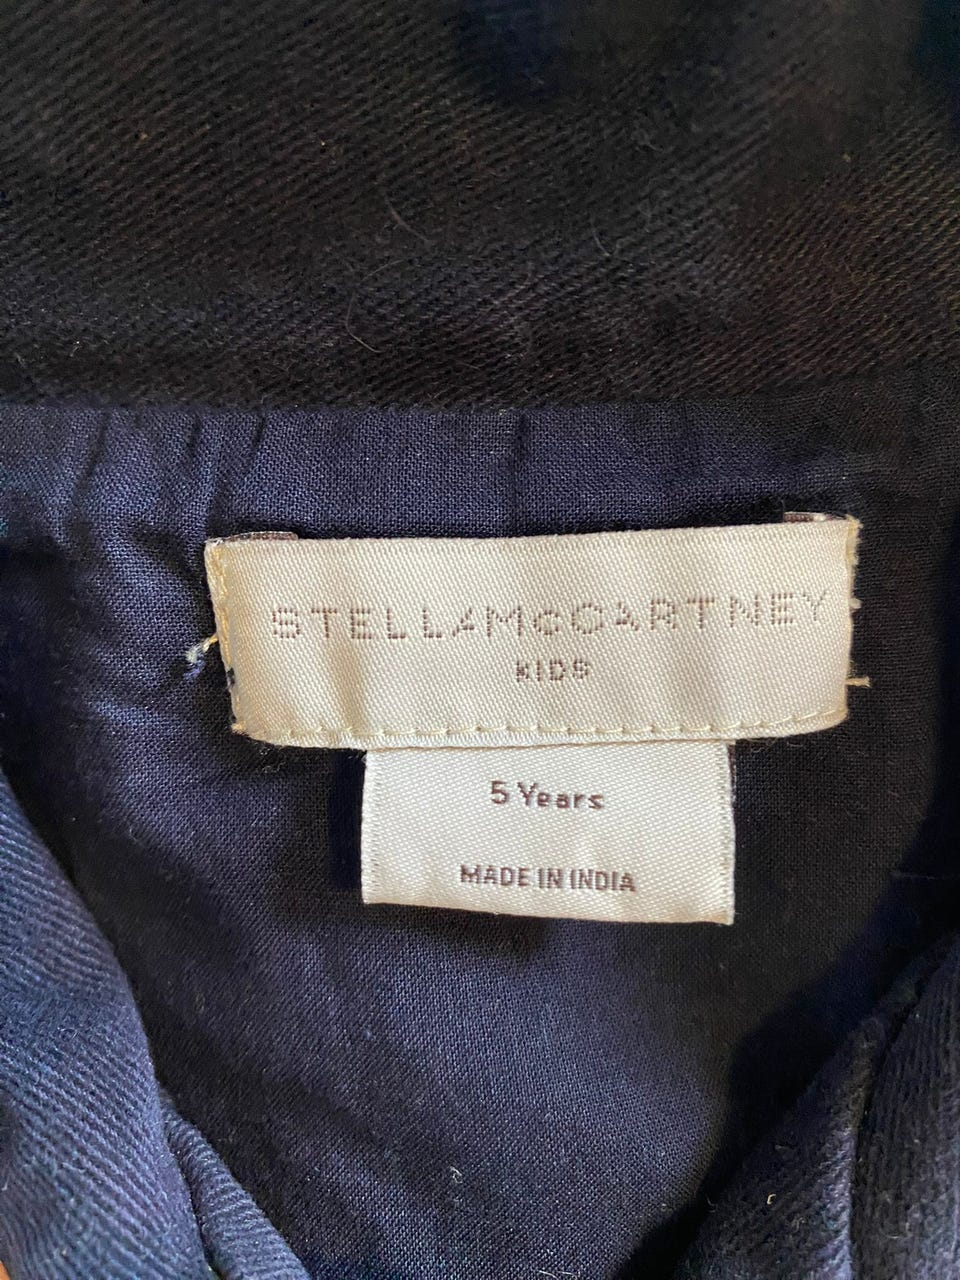 STELLAMcCARTNEY
KIDS
5 Years
MADE IN INDIA